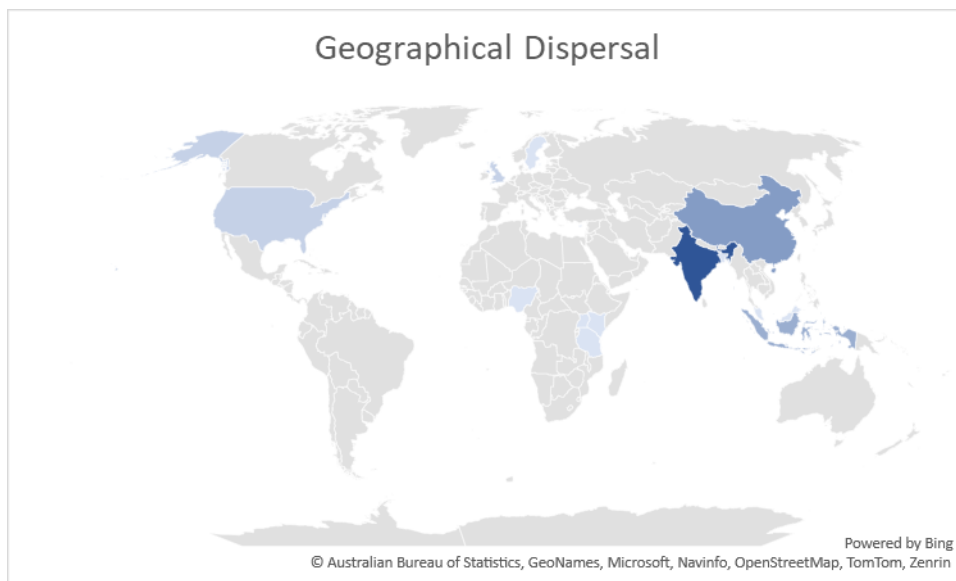 Geographical Dispersal
Powered by Bing
© Australian Bureau of Statistics, GeoNames, Microsoft, Navinfo, OpenStreetMap, TomTom, Zenrin